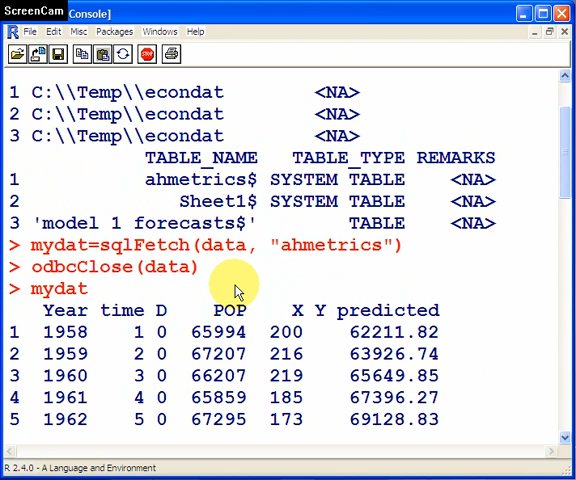 ScreenCam
Console]
File Edit Misc Packages Windows Help
STOP
1 C:\\Temp\\econdat <NA>
2 C:\\Temp\\econdat <NA>
3 C:\\Temp\\econdat <NA>
TABLE_NAME TABLE_TYPE REMARKS
1 ahmetrics$ SYSTEM TABLE <NA>
2 Sheet1$ SYSTEM TABLE <NA>
3 'model 1 forecasts$' TABLE <NA>
> mydat=sqlFetch(data, "ahmetrics")
> odbcClose(data)
> mydat
Year time D POP X Y predicted
1 1958 1 0 65994 200 62211.82
2 1959 2 0 67207 216 63926.74
3 1960 3 0 66207 219 65649.85
4 1961 4 0 65859 185 67396.27
5 1962 5 0 67295 173 69128.83
R 2.4.0 - A Language and Environment